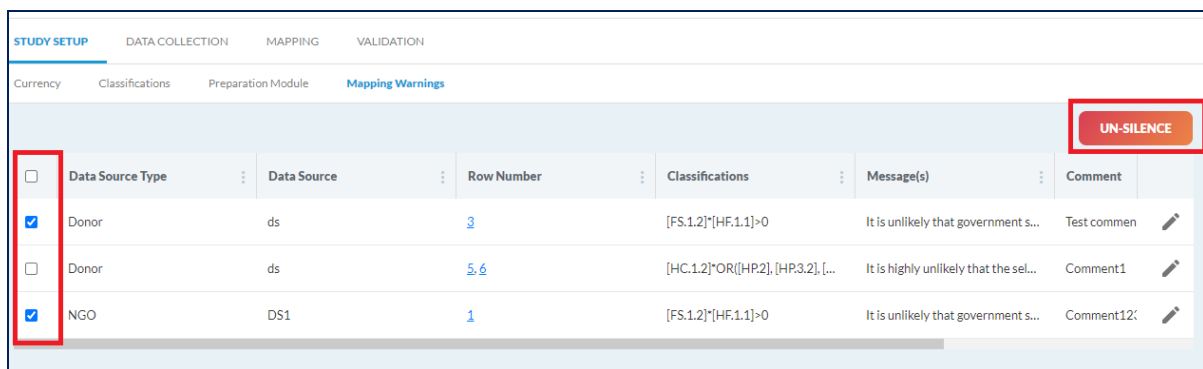 STUDY SETUP DATA COLLECTION MAPPING VALIDATION
Currency Classifications Preparation Module Mapping Warnings
UN-SILENCE
Data Source Type Data Source Row Number Classifications Message(s) Comment
Donor ds 3 [FS.1.2]*[HF.1.1]>0 It is unlikely that government s... Test commen
Donor ds 5, 6 [HC.1.2]*OR([HP.2], [HP.3.2], [... It is highly unlikely that the sel... Comment1
NGO DS1 1 [FS.1.2]*[HF.1.1]>0 It is unlikely that government s... Comment12